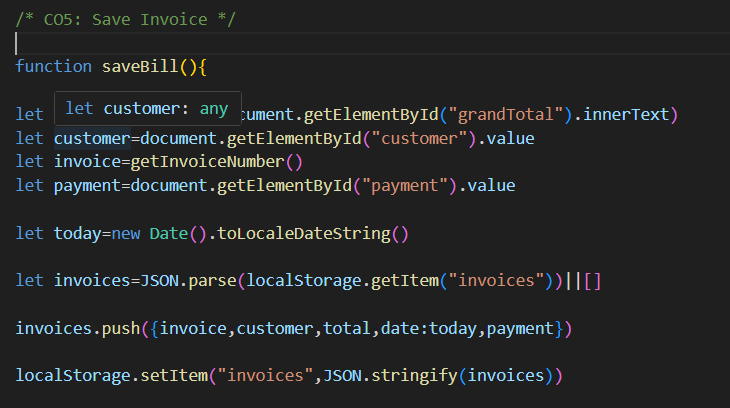 /* CO5: Save Invoice */
function saveBill(){
let customer: any
let cument.getElementById("grandTotal").innerText)
let customer=document.getElementById("customer").value
let invoice=getInvoiceNumber()
let payment=document.getElementById("payment").value
let today=new Date().toLocaleDateString()
let invoices=JSON.parse(localStorage.getItem("invoices"))||[]
invoices.push({invoice,customer,total,date:today,payment})
localStorage.setItem("invoices",JSON.stringify(invoices))